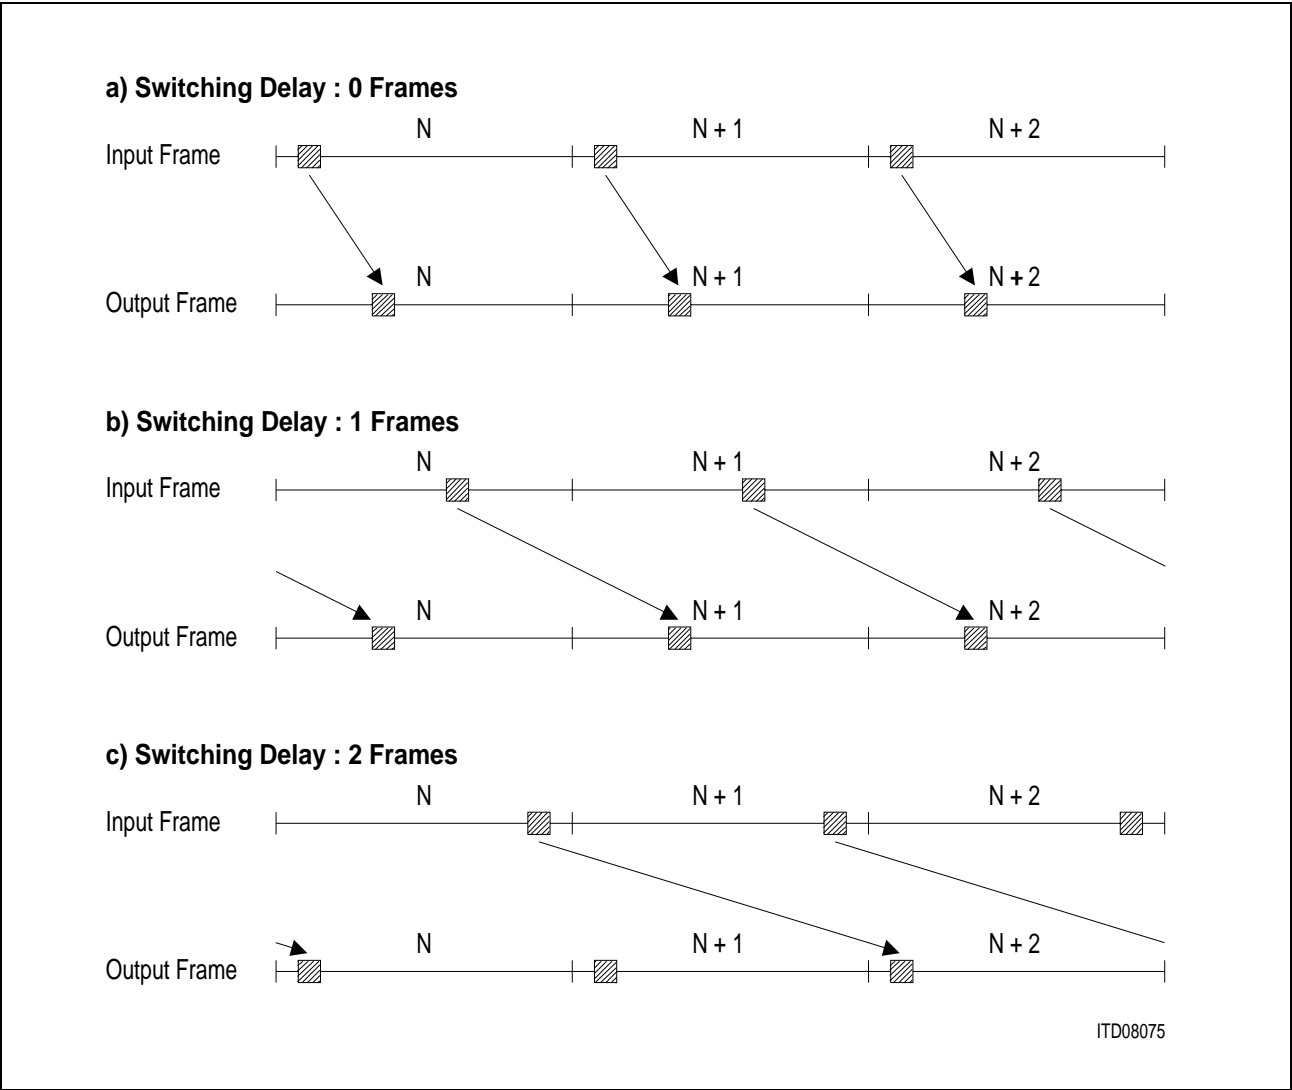 a) Switching Delay : 0 Frames
N N + 1 N + 2
Input Frame
N N + 1 N + 2
Output Frame
b) Switching Delay : 1 Frames
N N + 1 N + 2
Input Frame
N N + 1 N + 2
Output Frame
c) Switching Delay : 2 Frames
N N + 1 N + 2
Input Frame
N N + 1 N + 2
Output Frame
ITD08075